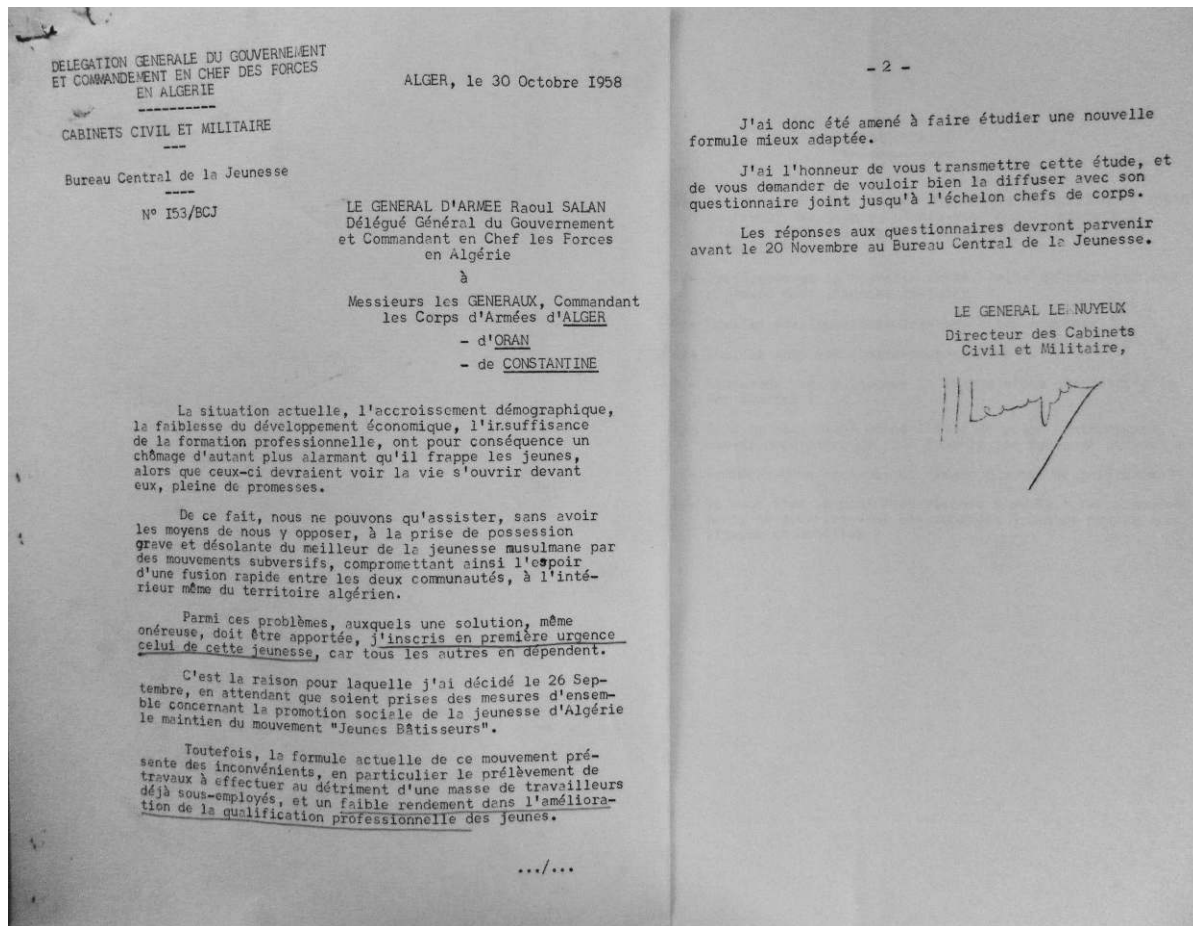 DELEGATION GENERALE DU GOUVERNEMENT
ET COMMANDEMENT EN CHEF DES FORCES
EN ALGERIE
----------
CABINETS CIVIL ET MILITAIRE
---
Bureau Central de la Jeunesse
----
N° I53/BCJ
ALGER, le 30 Octobre I958
LE GENERAL D'ARMEE Raoul SALAN
Délégué Général du Gouvernement
et Commandant en Chef les Forces
en Algérie
à
Messieurs les GENERAUX, Commandant
les Corps d'Armées d'ALGER
- d'ORAN
- de CONSTANTINE
La situation actuelle, l'accroissement démographique,
la faiblesse du développement économique, l'insuffisance
de la formation professionnelle, ont pour conséquence un
chômage d'autant plus alarmant qu'il frappe les jeunes,
alors que ceux-ci devraient voir la vie s'ouvrir devant
eux, pleine de promesses.
De ce fait, nous ne pouvons qu'assister, sans avoir
les moyens de nous y opposer, à la prise de possession
grave et désolante du meilleur de la jeunesse musulmane par
des mouvements subversifs, compromettant ainsi l'espoir
d'une fusion rapide entre les deux communautés, à l'inté-
rieur même du territoire algérien.
Parmi ces problèmes, auxquels une solution, même
onéreuse, doit être apportée, j'inscris en première urgence
celui de cette jeunesse, car tous les autres en dépendent.
C'est la raison pour laquelle j'ai décidé le 26 Sep-
tembre, en attendant que soient prises des mesures d'ensem-
ble concernant la promotion sociale de la jeunesse d'Algérie
le maintien du mouvement "Jeunes Bâtisseurs".
Toutefois, la formule actuelle de ce mouvement pré-
sente des inconvénients, en particulier le prélèvement de
travaux à effectuer au détriment d'une masse de travailleurs
déjà sous-employés, et un faible rendement dans l'améliora-
tion de la qualification professionnelle des jeunes.
.../...
- 2 -
J'ai donc été amené à faire étudier une nouvelle
formule mieux adaptée.
J'ai l'honneur de vous transmettre cette étude, et
de vous demander de vouloir bien la diffuser avec son
questionnaire joint jusqu'à l'échelon chefs de corps.
Les réponses aux questionnaires devront parvenir
avant le 20 Novembre au Bureau Central de la Jeunesse.
LE GENERAL LE NUYEUX
Directeur des Cabinets
Civil et Militaire,